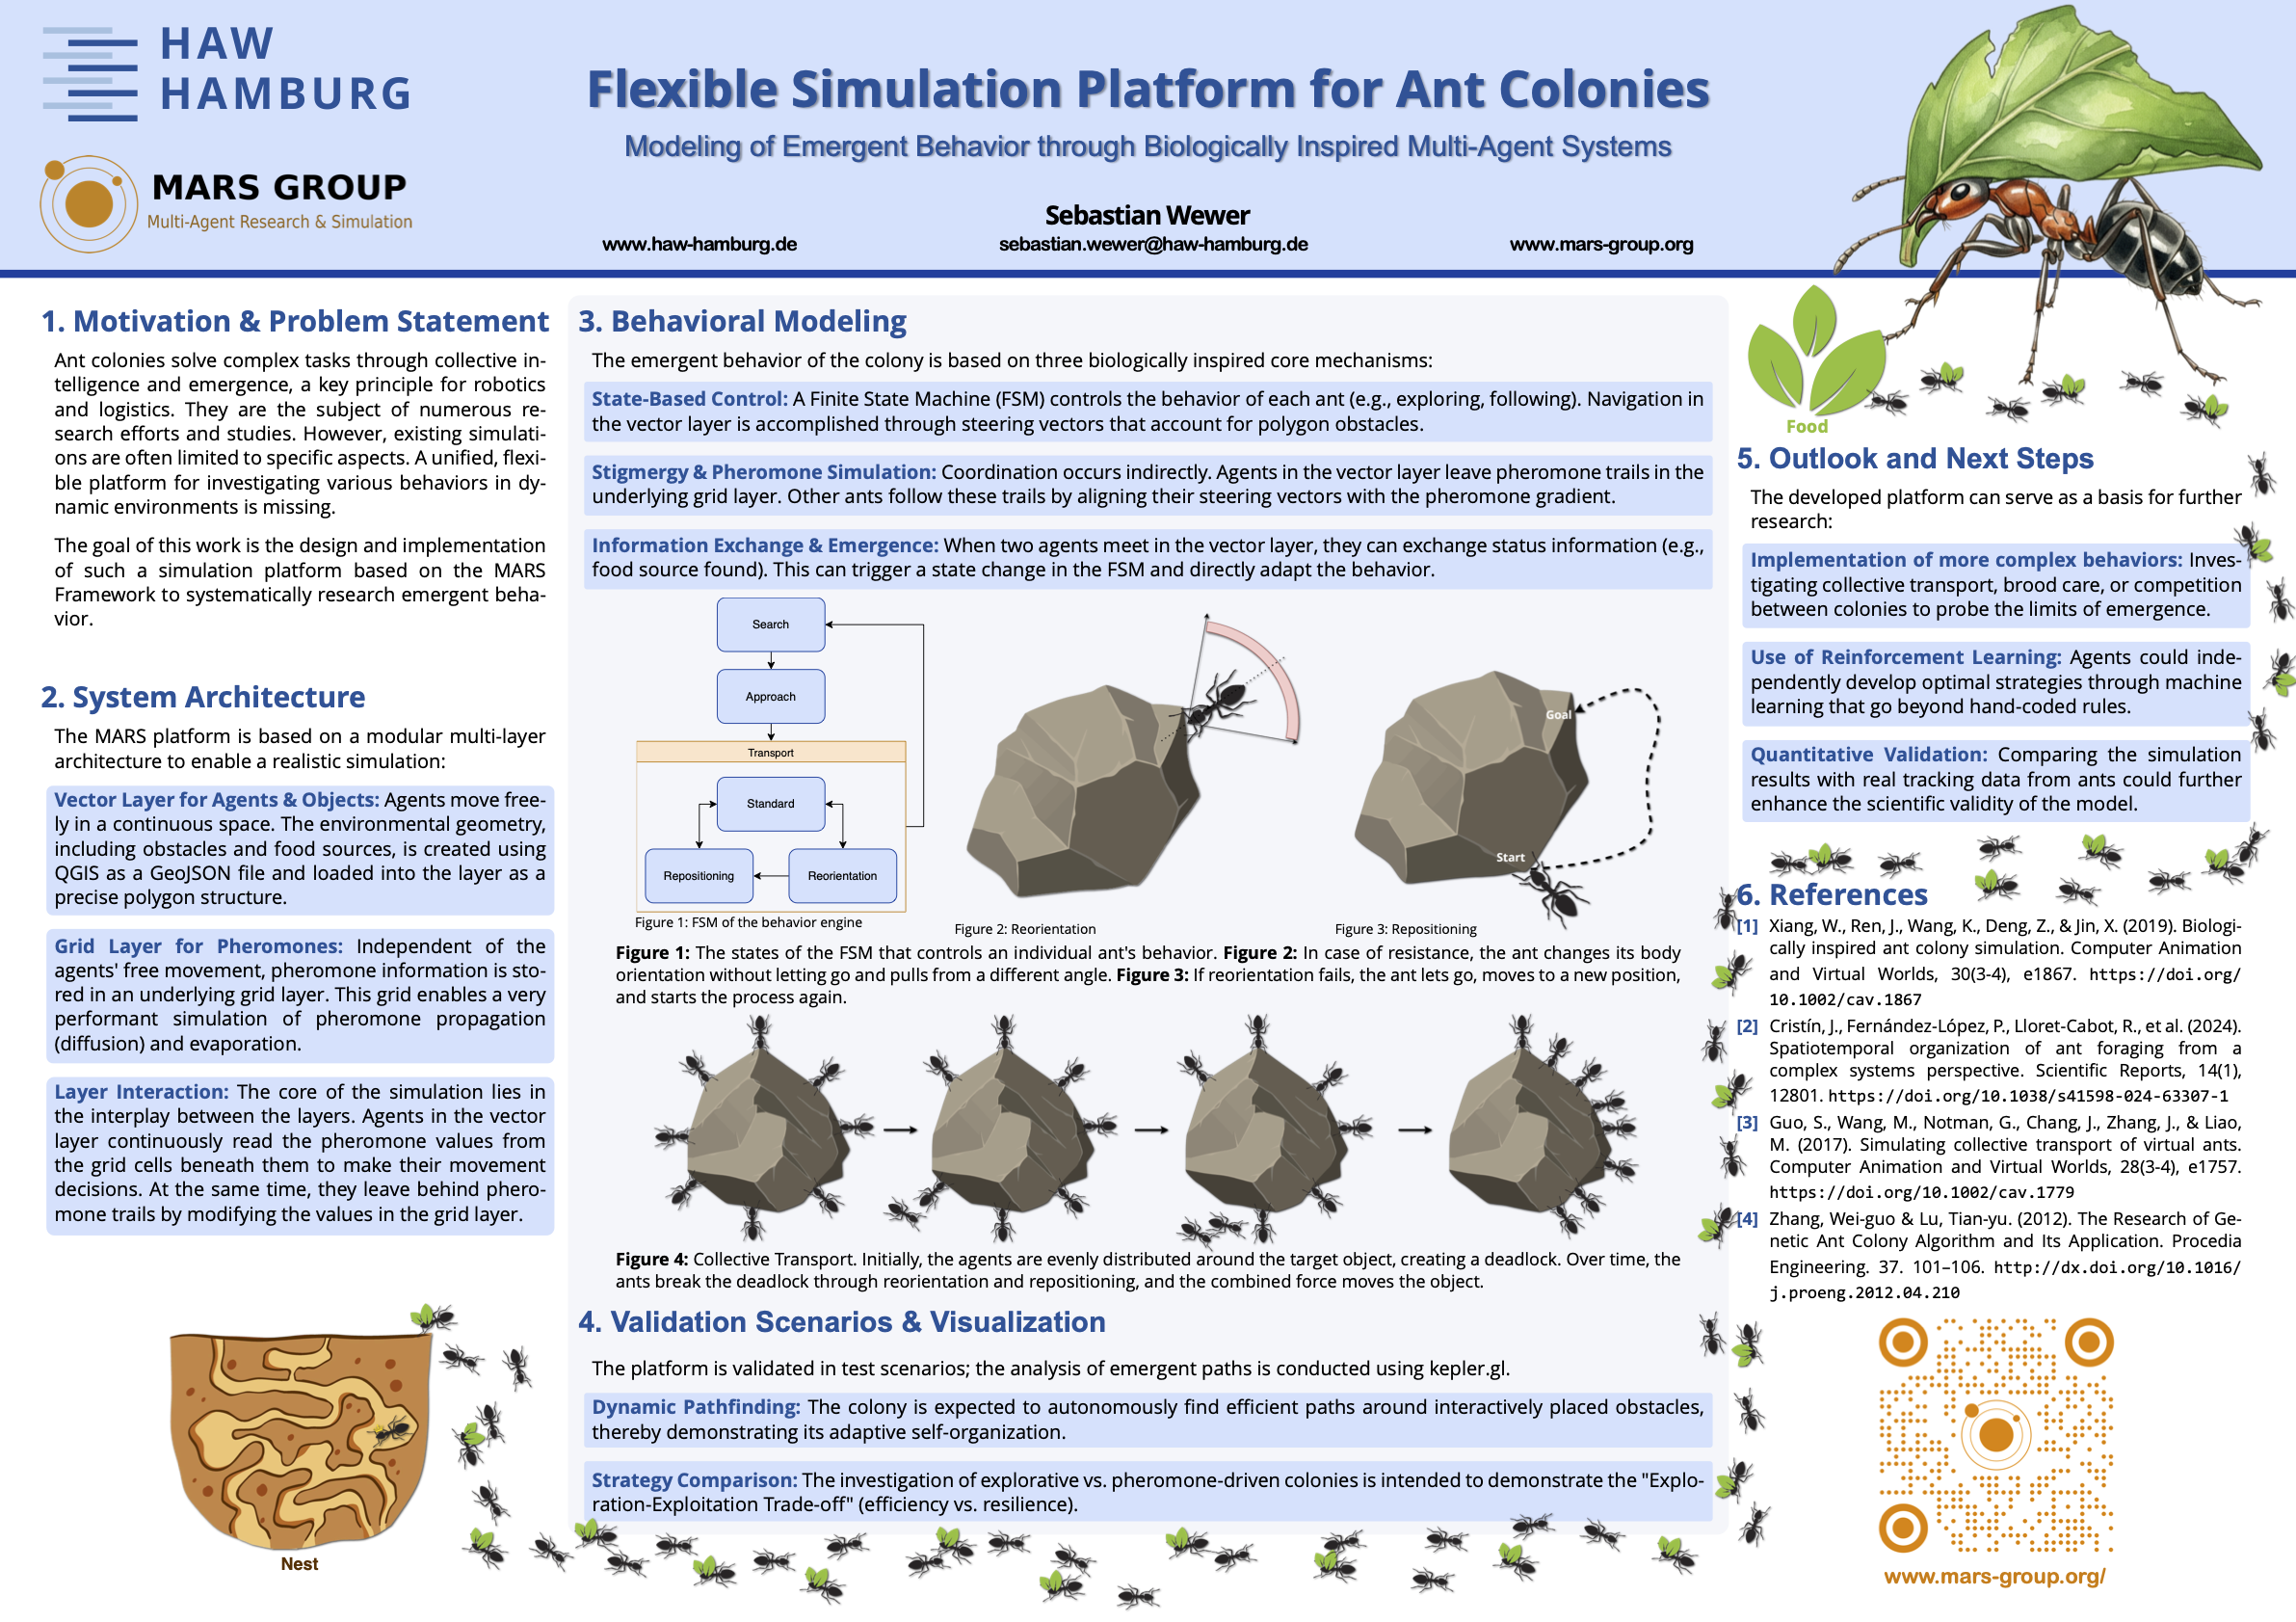 HAW
HAMBURG
MARS GROUP
Multi-Agent Research & Simulation
Flexible Simulation Platform for Ant Colonies
Modeling of Emergent Behavior through Biologically Inspired Multi-Agent Systems
Sebastian Wewer
www.haw-hamburg.de
sebastian.wewer@haw-hamburg.de
www.mars-group.org
1. Motivation & Problem Statement
Ant colonies solve complex tasks through collective in-
telligence and emergence, a key principle for robotics
and logistics. They are the subject of numerous re-
search efforts and studies. However, existing simulati-
ons are often limited to specific aspects. A unified, flexi-
ble platform for investigating various behaviors in dy-
namic environments is missing.
The goal of this work is the design and implementation
of such a simulation platform based on the MARS
Framework to systematically research emergent beha-
vior.
2. System Architecture
The MARS platform is based on a modular multi-layer
architecture to enable a realistic simulation:
Vector Layer for Agents & Objects: Agents move free-
ly in a continuous space. The environmental geometry,
including obstacles and food sources, is created using
QGIS as a GeoJSON file and loaded into the layer as a
precise polygon structure.
Grid Layer for Pheromones: Independent of the
agents' free movement, pheromone information is sto-
red in an underlying grid layer. This grid enables a very
performant simulation of pheromone propagation
(diffusion) and evaporation.
Layer Interaction: The core of the simulation lies in
the interplay between the layers. Agents in the vector
layer continuously read the pheromone values from
the grid cells beneath them to make their movement
decisions. At the same time, they leave behind phero-
mone trails by modifying the values in the grid layer.
Nest
3. Behavioral Modeling
The emergent behavior of the colony is based on three biologically inspired core mechanisms:
State-Based Control: A Finite State Machine (FSM) controls the behavior of each ant (e.g., exploring, following). Navigation in
the vector layer is accomplished through steering vectors that account for polygon obstacles.
Stigmergy & Pheromone Simulation: Coordination occurs indirectly. Agents in the vector layer leave pheromone trails in the
underlying grid layer. Other ants follow these trails by aligning their steering vectors with the pheromone gradient.
Information Exchange & Emergence: When two agents meet in the vector layer, they can exchange status information (e.g.,
food source found). This can trigger a state change in the FSM and directly adapt the behavior.
Search
Approach
Transport
Standard
Repositioning
Reorientation
Figure 1: FSM of the behavior engine
Figure 2: Reorientation
Goal
Start
Figure 3: Repositioning
Figure 1: The states of the FSM that controls an individual ant's behavior. Figure 2: In case of resistance, the ant changes its body
orientation without letting go and pulls from a different angle. Figure 3: If reorientation fails, the ant lets go, moves to a new position,
and starts the process again.
Figure 4: Collective Transport. Initially, the agents are evenly distributed around the target object, creating a deadlock. Over time, the
ants break the deadlock through reorientation and repositioning, and the combined force moves the object.
4. Validation Scenarios & Visualization
The platform is validated in test scenarios; the analysis of emergent paths is conducted using kepler.gl.
Dynamic Pathfinding: The colony is expected to autonomously find efficient paths around interactively placed obstacles,
thereby demonstrating its adaptive self-organization.
Strategy Comparison: The investigation of explorative vs. pheromone-driven colonies is intended to demonstrate the "Explo-
ration-Exploitation Trade-off" (efficiency vs. resilience).
Food
5. Outlook and Next Steps
The developed platform can serve as a basis for further
research:
Implementation of more complex behaviors: Inves-
tigating collective transport, brood care, or competition
between colonies to probe the limits of emergence.
Use of Reinforcement Learning: Agents could inde-
pendently develop optimal strategies through machine
learning that go beyond hand-coded rules.
Quantitative Validation: Comparing the simulation
results with real tracking data from ants could further
enhance the scientific validity of the model.
6. References
[1] Xiang, W., Ren, J., Wang, K., Deng, Z., & Jin, X. (2019). Biologi-
cally inspired ant colony simulation. Computer Animation
and Virtual Worlds, 30(3-4), e1867. https://doi.org/
10.1002/cav.1867
[2] Cristín, J., Fernández-López, P., Lloret-Cabot, R., et al. (2024).
Spatiotemporal organization of ant foraging from a
complex systems perspective. Scientific Reports, 14(1),
12801. https://doi.org/10.1038/s41598-024-63307-1
[3] Guo, S., Wang, M., Notman, G., Chang, J., Zhang, J., & Liao,
M. (2017). Simulating collective transport of virtual ants.
Computer Animation and Virtual Worlds, 28(3-4), e1757.
https://doi.org/10.1002/cav.1779
[4] Zhang, Wei-guo & Lu, Tian-yu. (2012). The Research of Ge-
netic Ant Colony Algorithm and Its Application. Procedia
Engineering. 37. 101–106. http://dx.doi.org/10.1016/
j.proeng.2012.04.210
www.mars-group.org/